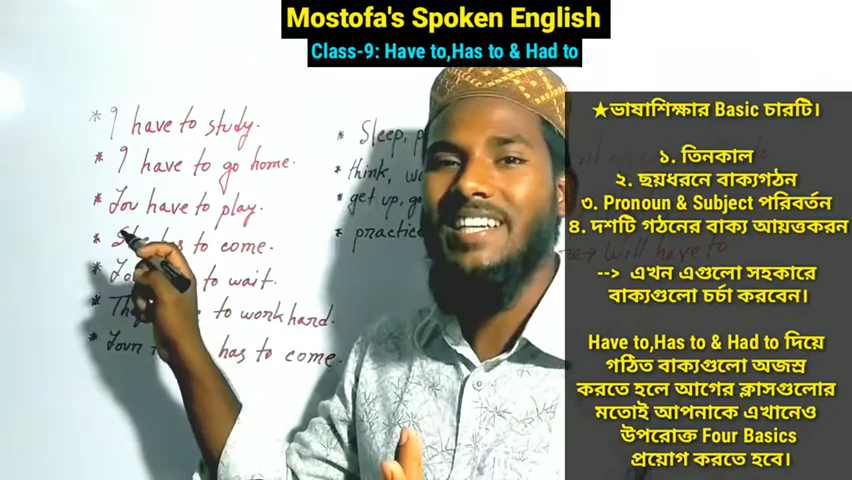 Mostofa's Spoken English
Class-9: Have to,Has to & Had to
* I have to study.
* I have to go home.
* You have to play.
* to come.
* to wait.
* to work hard.
* has to come.
* Sleep,
* think,
* get up,
* practice
will have to
★ভাষাশিক্ষার Basic চারটি।
১. তিনকাল
২. ছয়ধরনে বাক্যগঠন
৩. Pronoun & Subject পরিবর্তন
৪. দশটি গঠনের বাক্য আয়ত্তকরন
--> এখন এগুলো সহকারে
বাক্যগুলো চর্চা করবেন।
Have to,Has to & Had to দিয়ে
গঠিত বাক্যগুলো অজস্র
করতে হলে আগের ক্লাসগুলোর
মতোই আপনাকে এখানেও
উপরোক্ত Four Basics
প্রয়োগ করতে হবে।